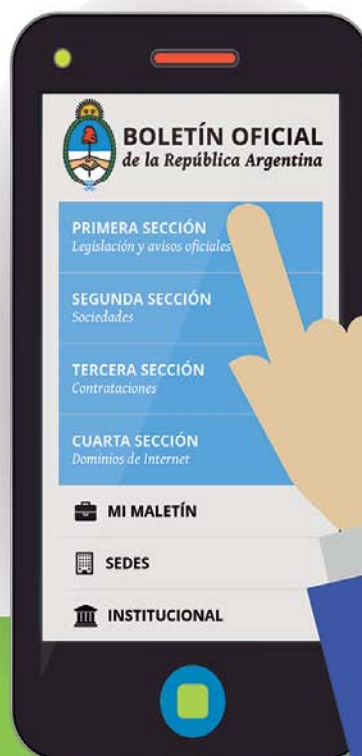 BOLETÍN OFICIAL
de la República Argentina
PRIMERA SECCIÓN
Legislación y avisos oficiales
SEGUNDA SECCIÓN
Sociedades
TERCERA SECCIÓN
Contrataciones
CUARTA SECCIÓN
Dominios de Internet
MI MALETÍN
SEDES
INSTITUCIONAL